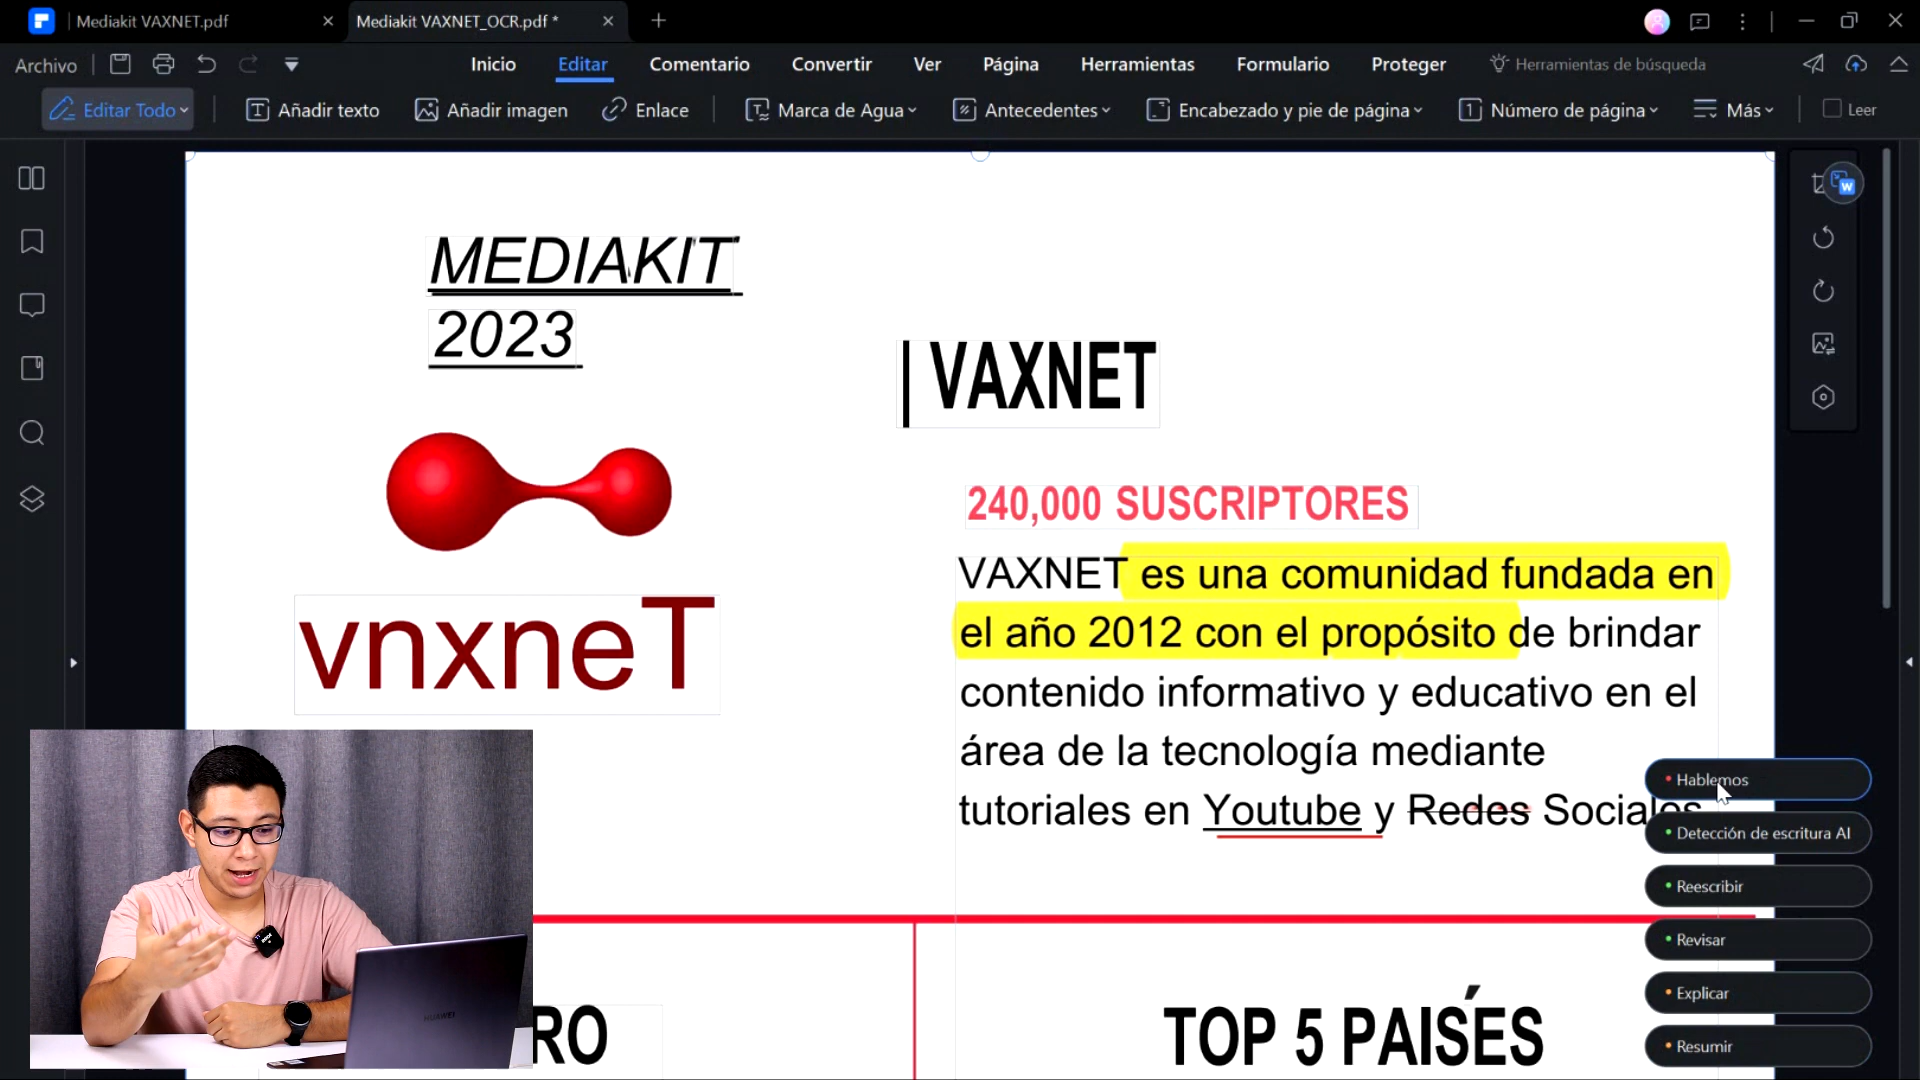 Mediakit VAXNET.pdf
Mediakit VAXNET_OCR.pdf *
Archivo
Inicio
Editar
Comentario
Convertir
Ver
Página
Herramientas
Formulario
Proteger
Herramientas de búsqueda
Editar Todo
Añadir texto
Añadir imagen
Enlace
Marca de Agua
Antecedentes
Encabezado y pie de página
Número de página
Más
Leer
MEDIAKIT
2023
| VAXNET
vnxneT
240,000 SUSCRIPTORES
VAXNET es una comunidad fundada en
el año 2012 con el propósito de brindar
contenido informativo y educativo en el
área de la tecnología mediante
tutoriales en Youtube y Redes Sociales
Hablemos
Detección de escritura AI
Reescribir
Revisar
Explicar
Resumir
RO
TOP 5 PAIŚES
HUAWEI